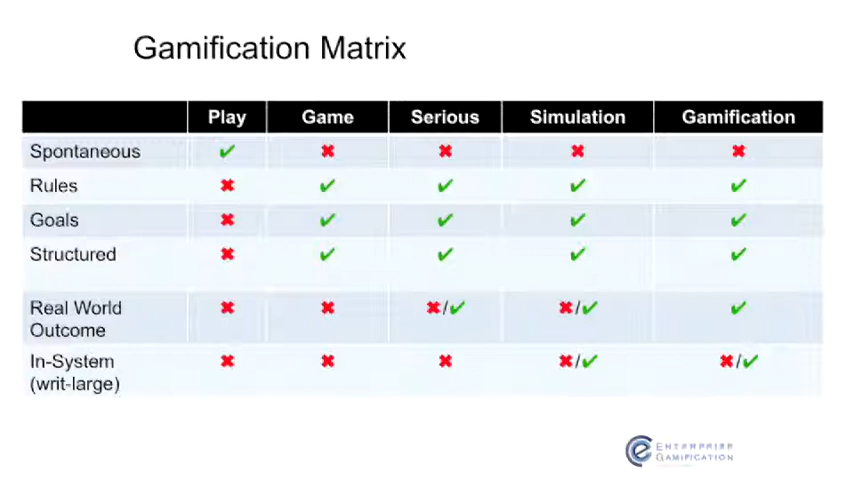 Gamification Matrix
Play Game Serious Simulation Gamification
Spontaneous ✔ ✖ ✖ ✖ ✖
Rules ✖ ✔ ✔ ✔ ✔
Goals ✖ ✔ ✔ ✔ ✔
Structured ✖ ✔ ✔ ✔ ✔
Real World
Outcome ✖ ✖ ✖/✔ ✖/✔ ✔
In-System
(writ-large) ✖ ✖ ✖ ✖/✔ ✖/✔
ENTERPRISE
GAMIFICATION